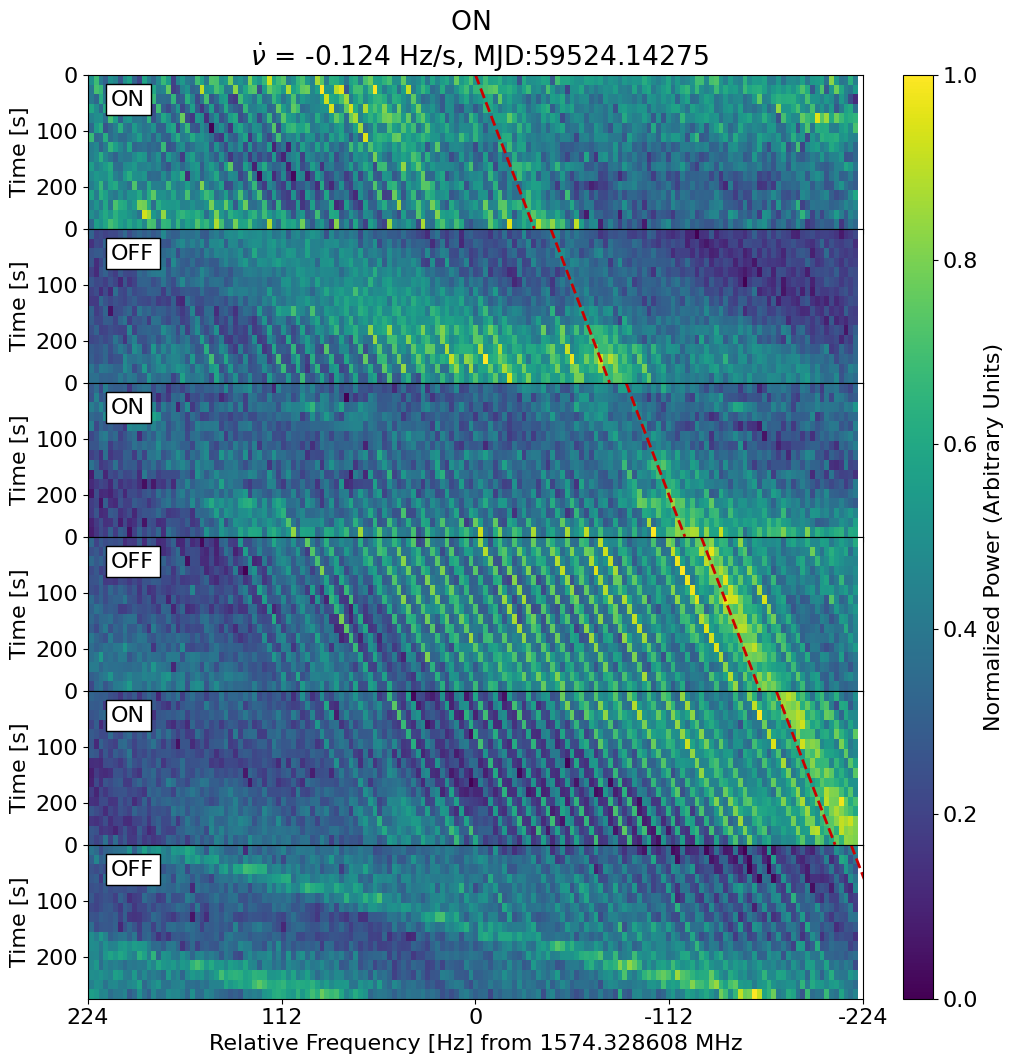 ON
ν̇ = -0.124 Hz/s, MJD:59524.14275
0
ON
100
Time [s]
200
0
OFF
100
Time [s]
200
0
ON
100
Time [s]
200
0
OFF
100
Time [s]
200
0
ON
100
Time [s]
200
0
OFF
100
Time [s]
200
224 112 0 -112 -224
Relative Frequency [Hz] from 1574.328608 MHz
1.0
0.8
0.6
0.4
0.2
0.0
Normalized Power (Arbitrary Units)